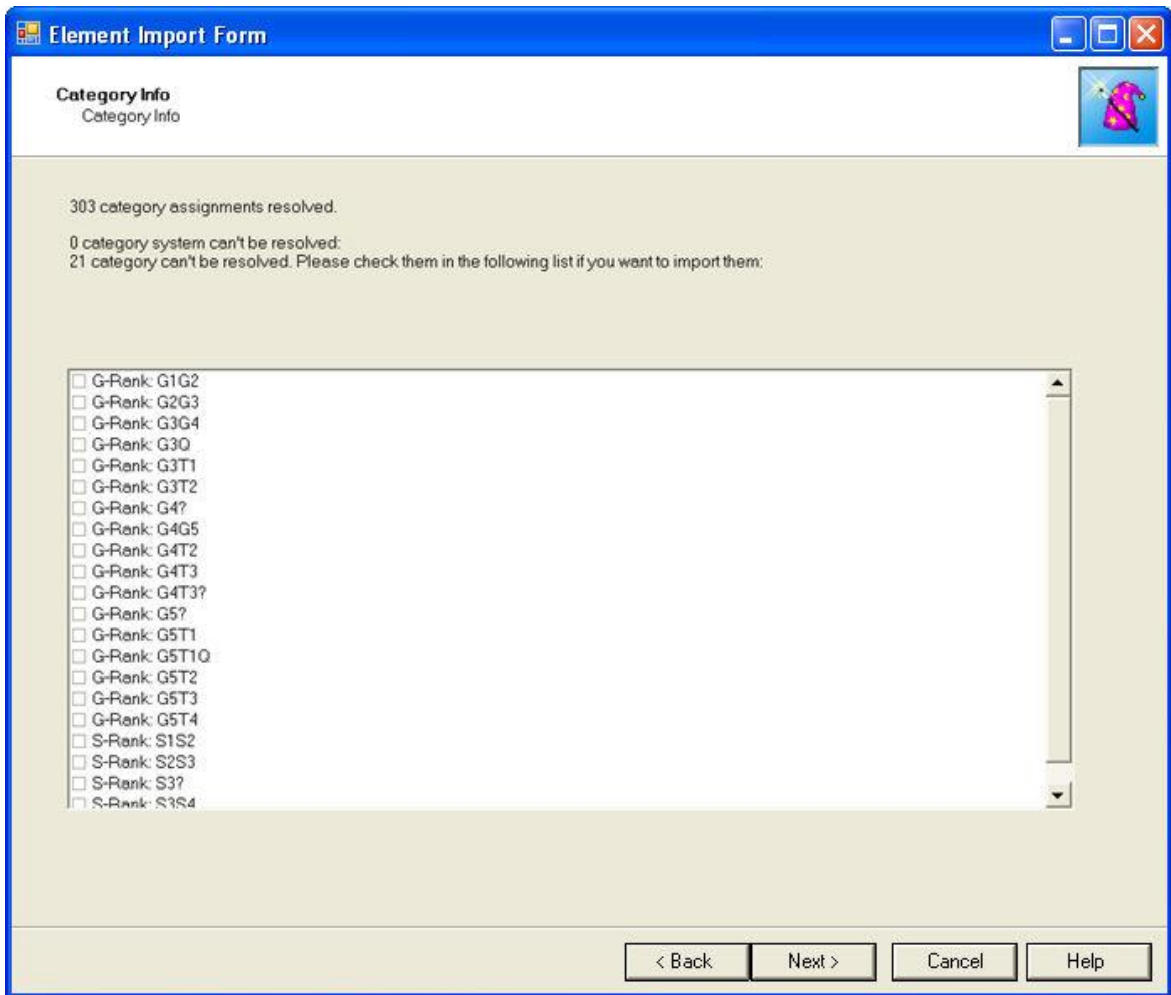 Element Import Form
Category Info
Category Info
303 category assignments resolved.
0 category system can't be resolved:
21 category can't be resolved. Please check them in the following list if you want to import them:
G-Rank: G1G2
G-Rank: G2G3
G-Rank: G3G4
G-Rank: G3Q
G-Rank: G3T1
G-Rank: G3T2
G-Rank: G4?
G-Rank: G4G5
G-Rank: G4T2
G-Rank: G4T3
G-Rank: G4T3?
G-Rank: G5?
G-Rank: G5T1
G-Rank: G5T1Q
G-Rank: G5T2
G-Rank: G5T3
G-Rank: G5T4
S-Rank: S1S2
S-Rank: S2S3
S-Rank: S3?
S-Rank: S3S4
< Back Next > Cancel Help